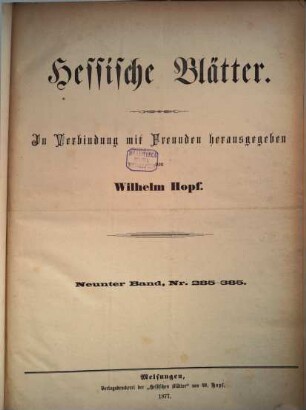 Hessische Blätter.
In Verbindung mit Freunden herausgegeben
von
Wilhelm Hopf.
Neunter Band, Nr. 285–385.
Melsungen,
Verlagsdruckerei der „Hessischen Blätter“ von W. Hopf.
1877.